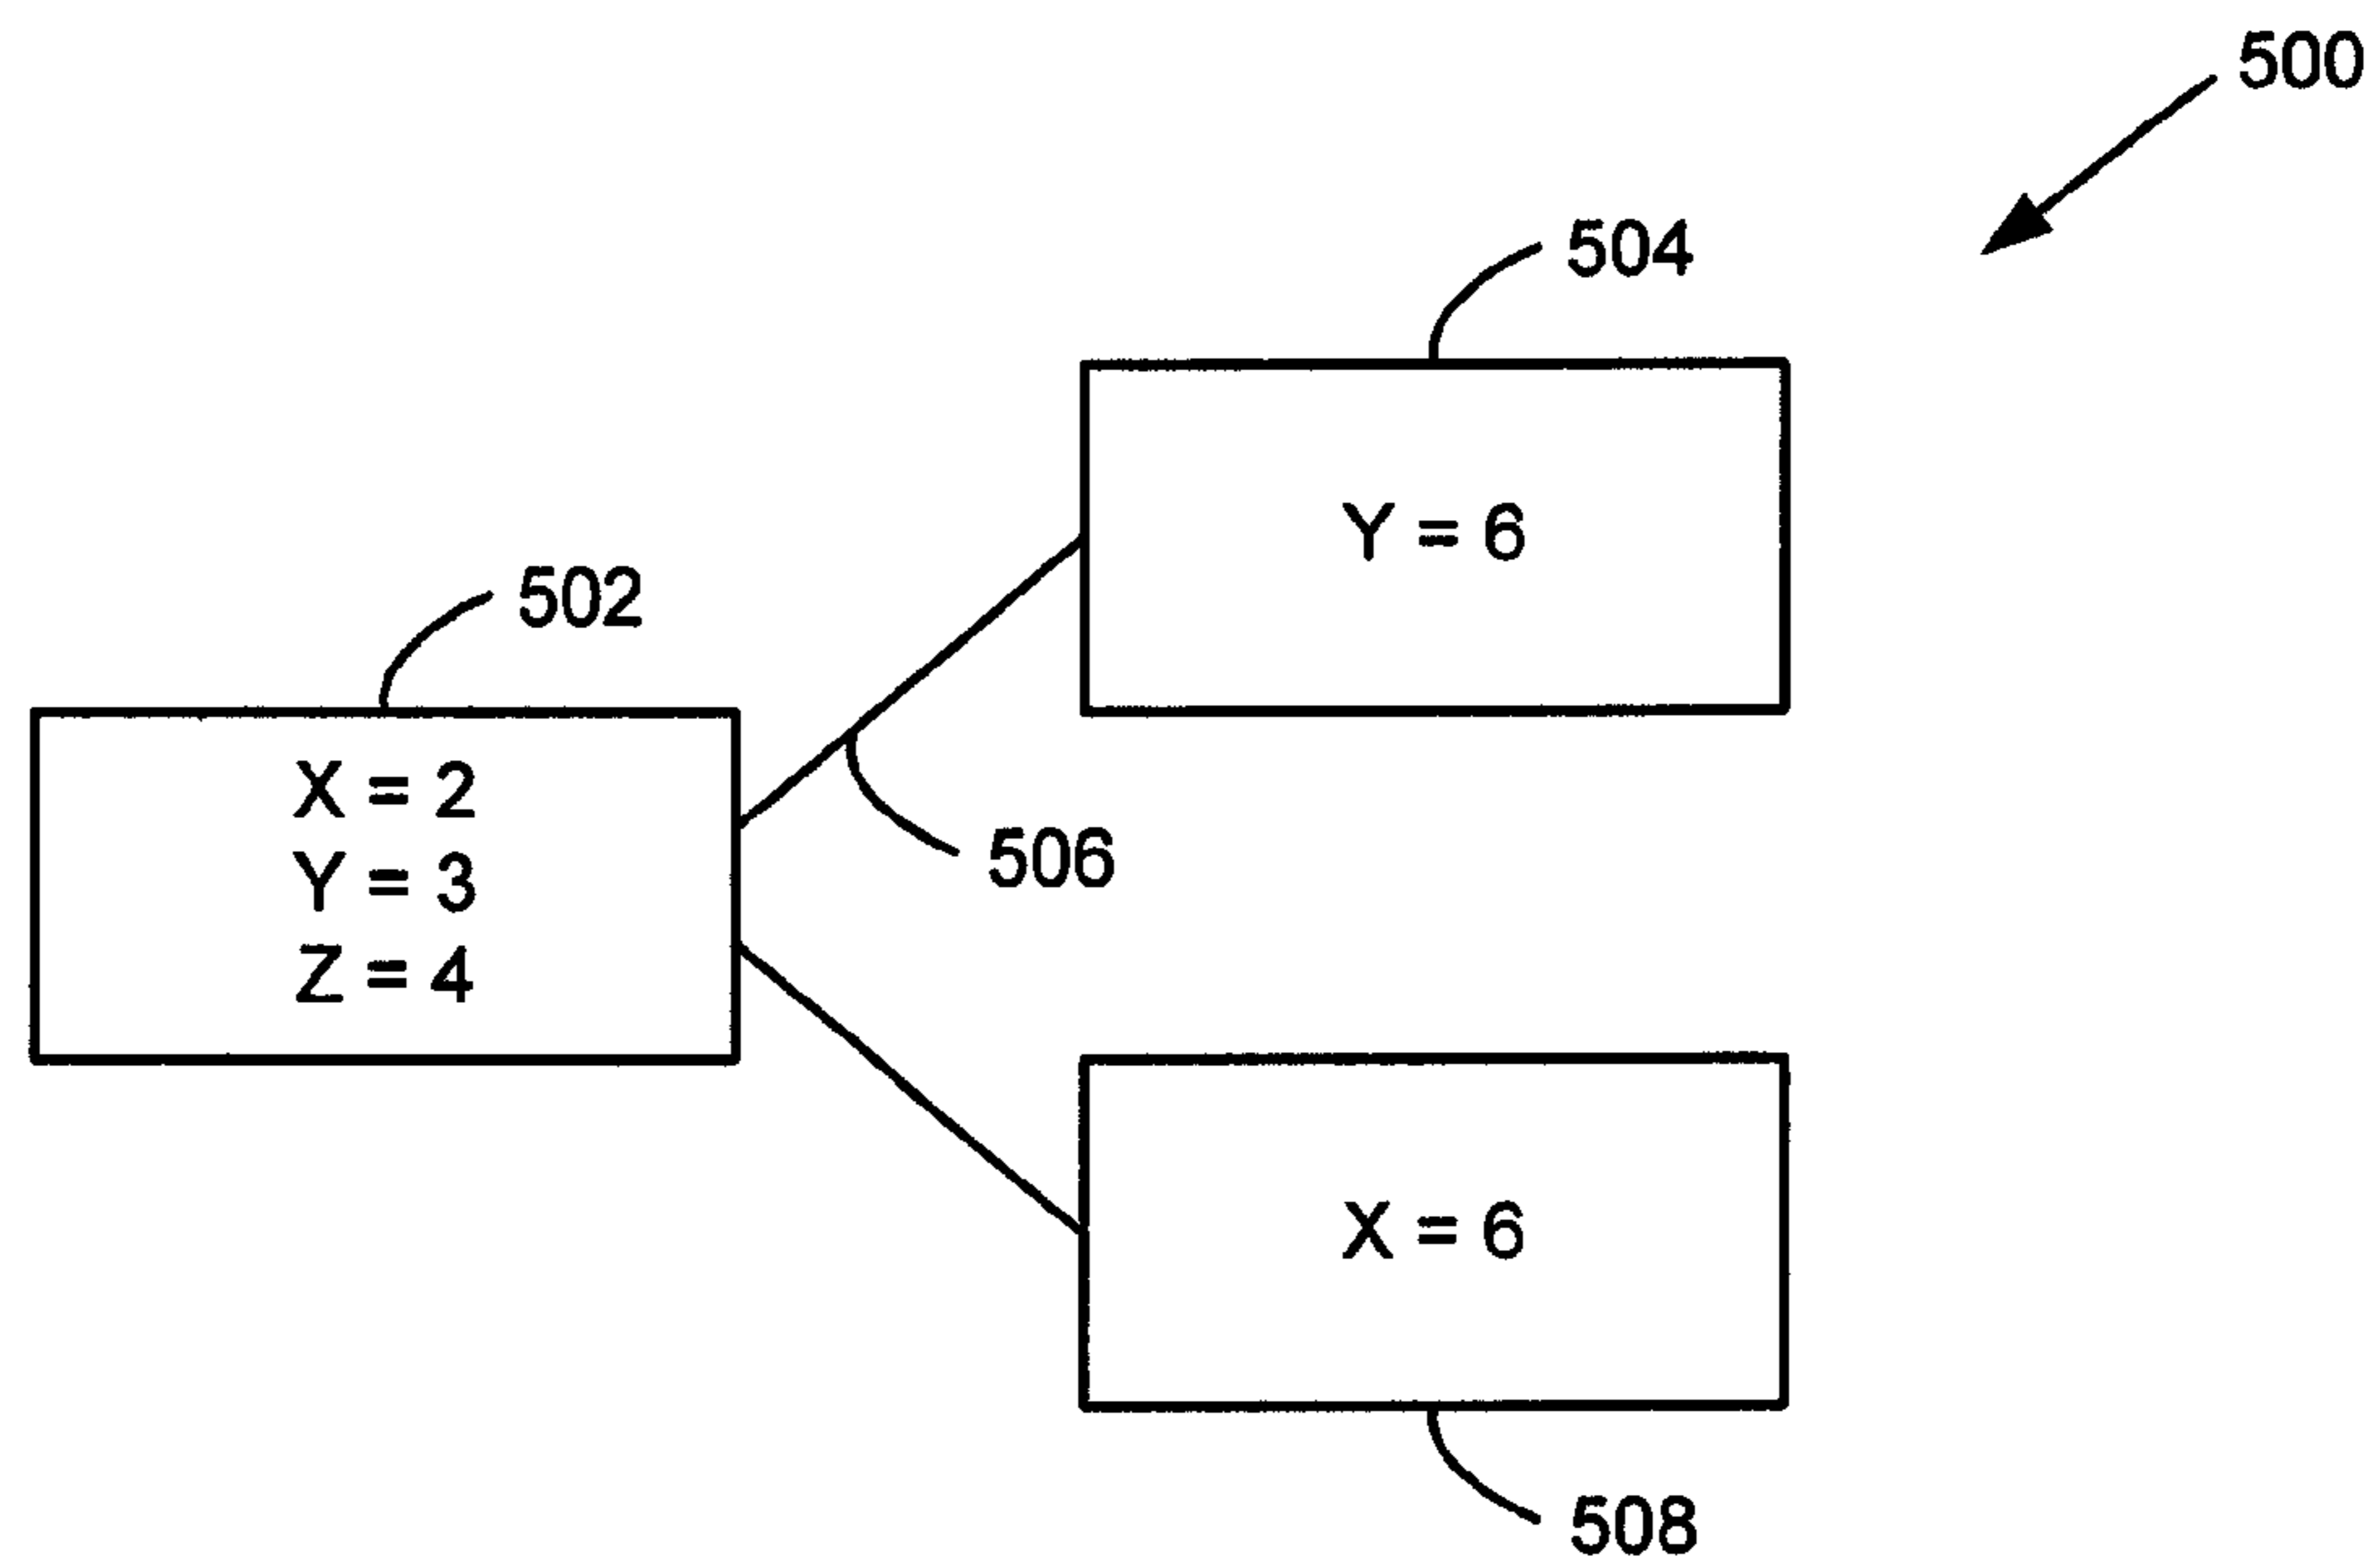 500
504
Y = 6
502
X = 2
Y = 3
Z = 4
506
X = 6
508